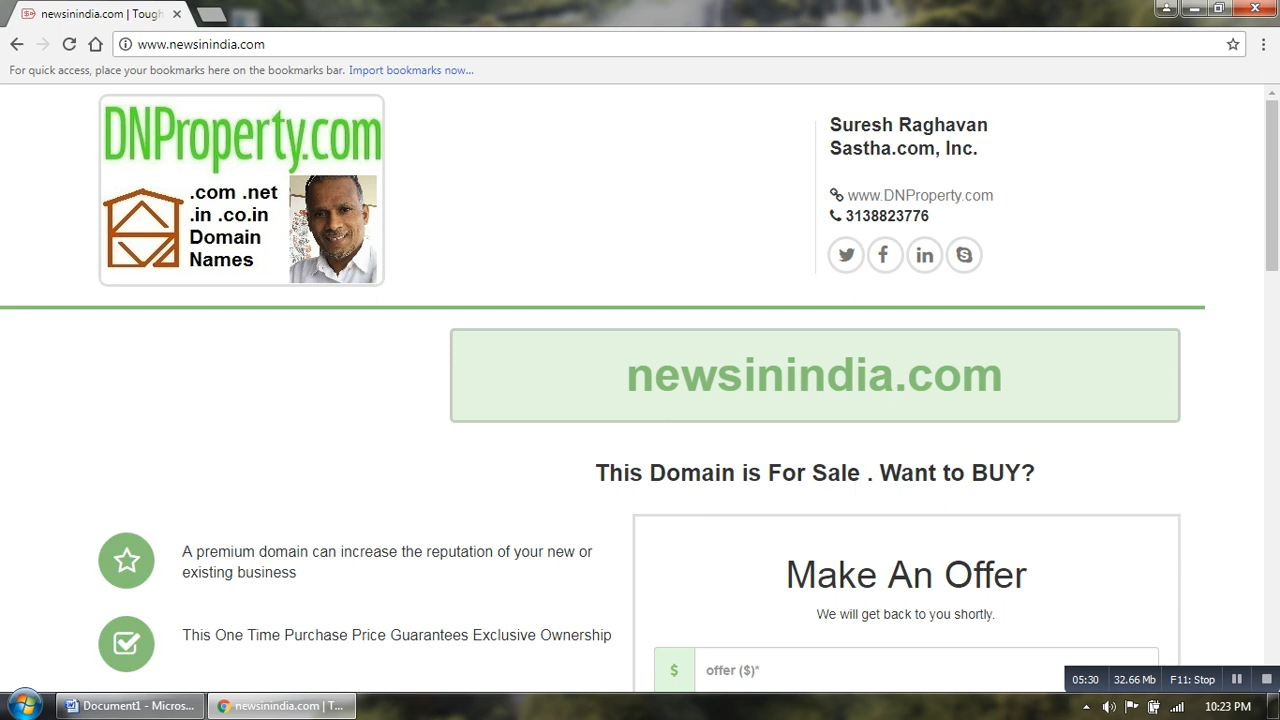 newsinindia.com | Tough
www.newsinindia.com
For quick access, place your bookmarks here on the bookmarks bar. Import bookmarks now...
DNProperty.com
.com .net
.in .co.in
Domain
Names
Suresh Raghavan
Sastha.com, Inc.
www.DNProperty.com
3138823776
newsinindia.com
This Domain is For Sale . Want to BUY?
A premium domain can increase the reputation of your new or
existing business
This One Time Purchase Price Guarantees Exclusive Ownership
Make An Offer
We will get back to you shortly.
$ offer ($)*
05:30 32.66 Mb F11: Stop
Document1 - Micros...
newsinindia.com | T...
10:23 PM